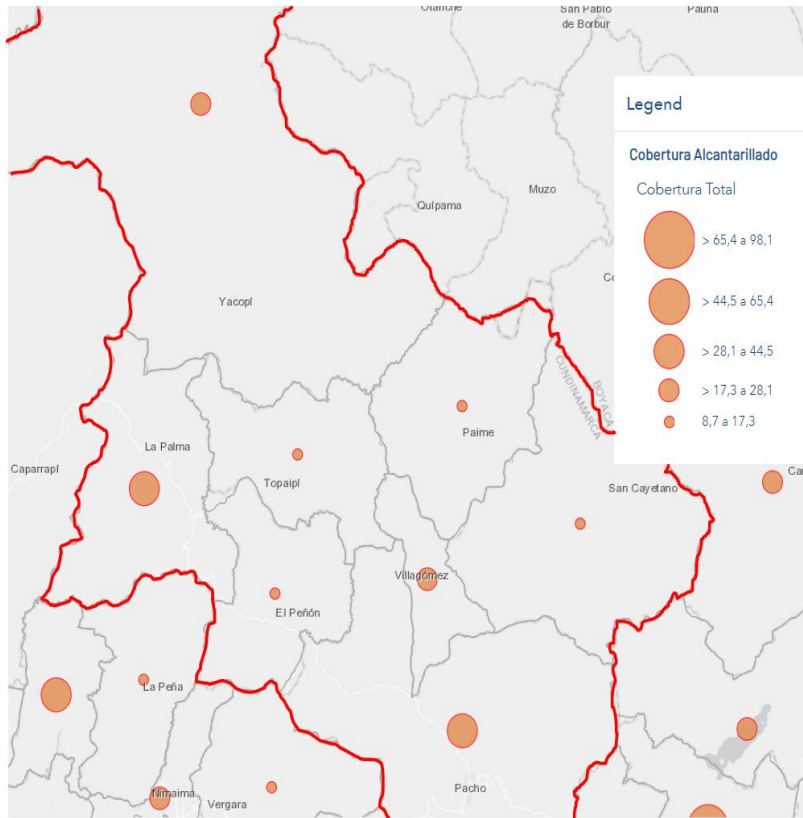 Otanche
San Pablo
de Borbur
Pauna
Legend
Cobertura Alcantarillado
Cobertura Total
> 65,4 a 98,1
> 44,5 a 65,4
> 28,1 a 44,5
> 17,3 a 28,1
8,7 a 17,3
Quípama
Muzo
Yacopí
BOYACA
CUNDINAMARCA
La Palma
Paime
Caparrapí
Topaipí
San Cayetano
Villagómez
El Peñón
La Peña
Nimaima
Vergara
Pacho